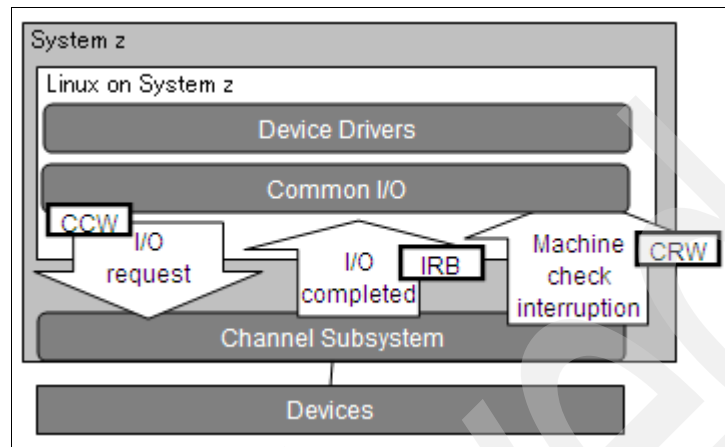 System z
Linux on System z
Device Drivers
Common I/O
CCW
I/O
request
I/O
completed
IRB
Machine
check
interruption
CRW
Channel Subsystem
Devices